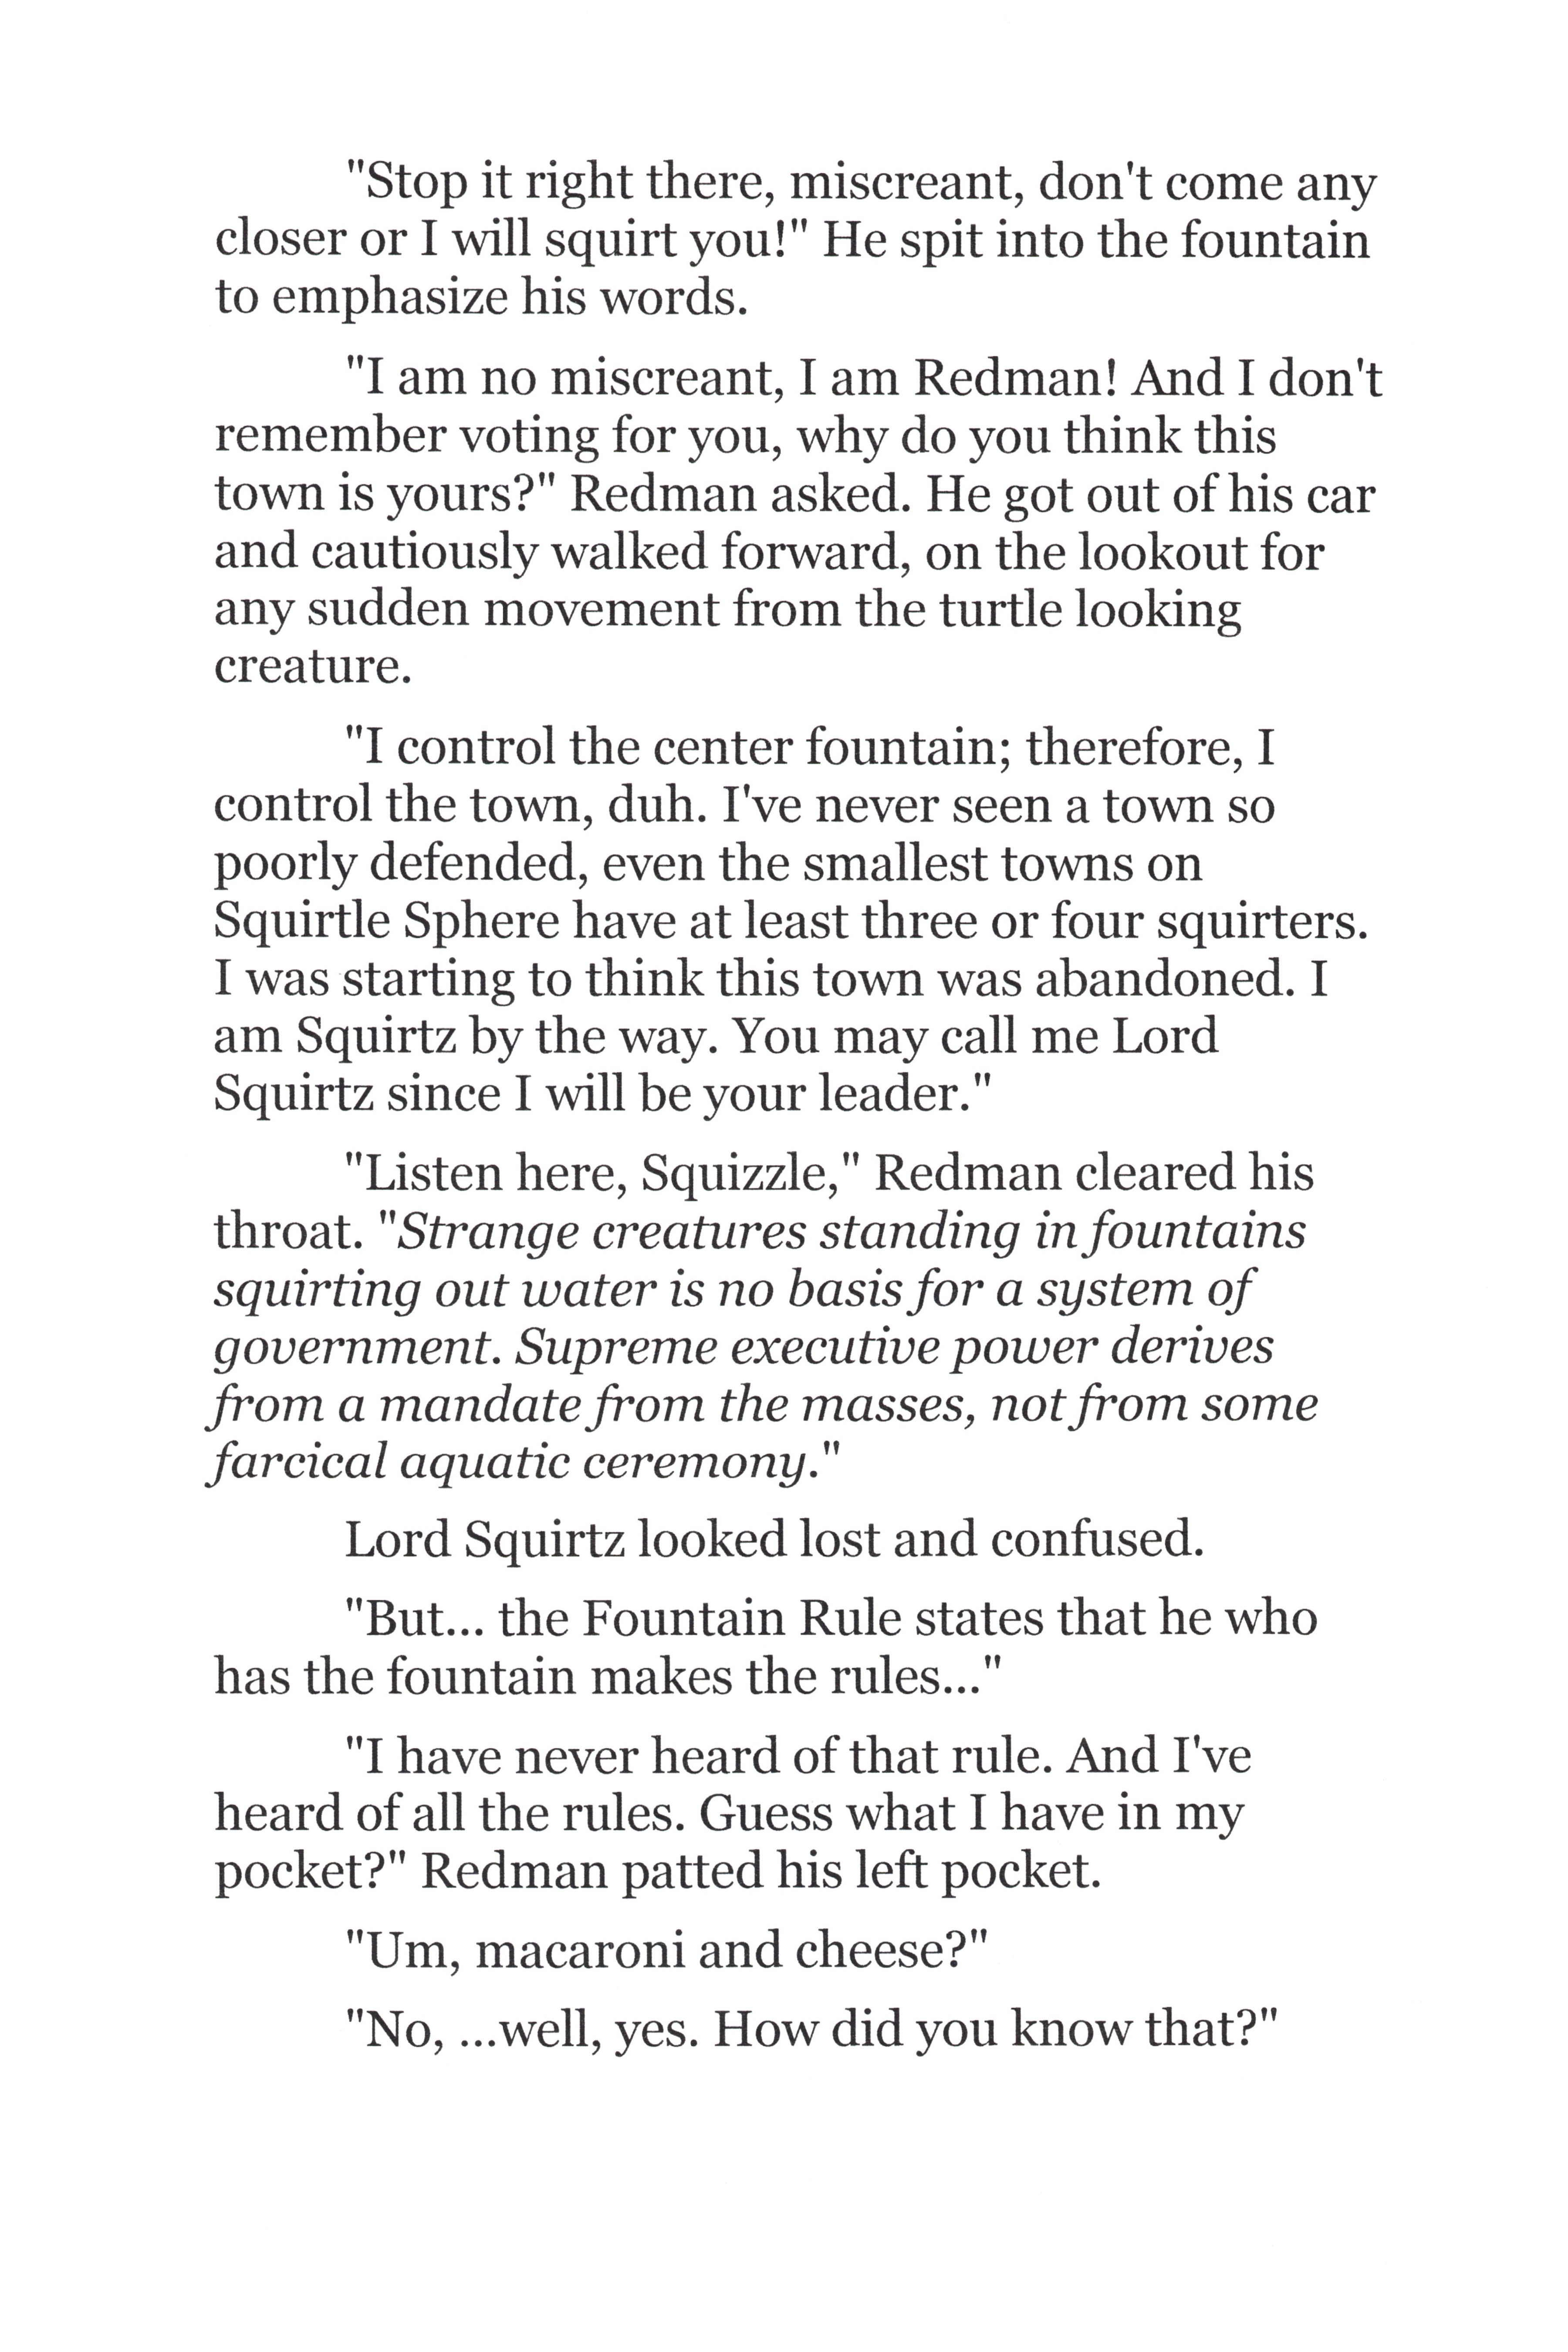 "Stop it right there, miscreant, don't come any
closer or I will squirt you!" He spit into the fountain
to emphasize his words.
"I am no miscreant, I am Redman! And I don't
remember voting for you, why do you think this
town is yours?" Redman asked. He got out of his car
and cautiously walked forward, on the lookout for
any sudden movement from the turtle looking
creature.
"I control the center fountain; therefore, I
control the town, duh. I've never seen a town so
poorly defended, even the smallest towns on
Squirtle Sphere have at least three or four squirters.
I was starting to think this town was abandoned. I
am Squirtz by the way. You may call me Lord
Squirtz since I will be your leader."
"Listen here, Squizzle," Redman cleared his
throat. "Strange creatures standing in fountains
squirting out water is no basis for a system of
government. Supreme executive power derives
from a mandate from the masses, not from some
farcical aquatic ceremony."
Lord Squirtz looked lost and confused.
"But... the Fountain Rule states that he who
has the fountain makes the rules..."
"I have never heard of that rule. And I've
heard of all the rules. Guess what I have in my
pocket?" Redman patted his left pocket.
"Um, macaroni and cheese?"
"No, ...well, yes. How did you know that?"